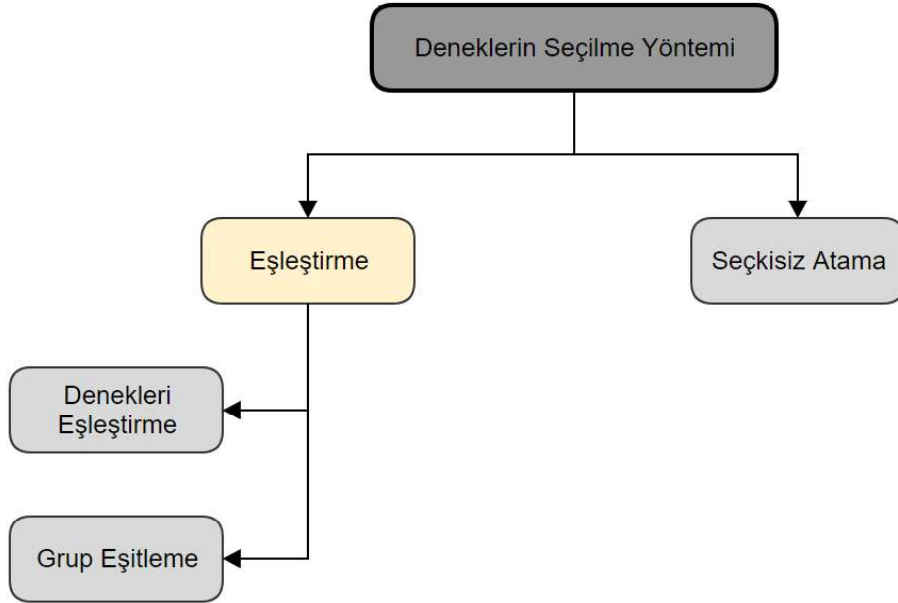 Deneklerin Seçilme Yöntemi
Eşleştirme
Seçkisiz Atama
Denekleri
Eşleştirme
Grup Eşitleme